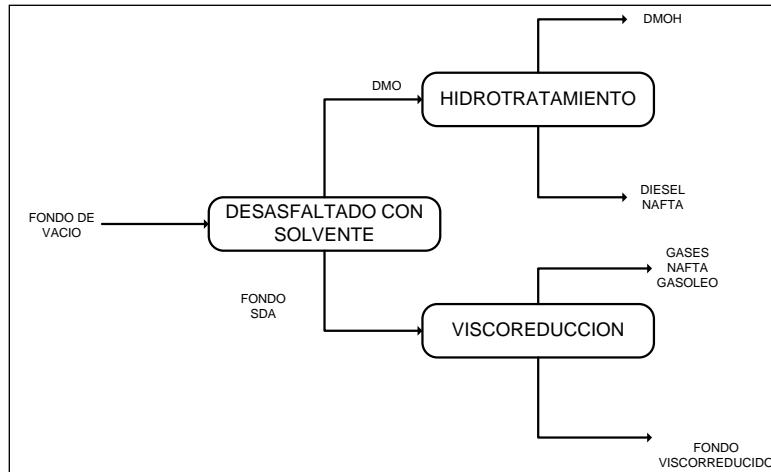 DMOH
DMO
HIDROTRATAMIENTO
DIESEL
NAFTA
FONDO DE
VACIO
DESASFALTADO CON
SOLVENTE
GASES
NAFTA
GASOLEO
FONDO
SDA
VISCOREDUCCION
FONDO
VISCORREDUCIDO